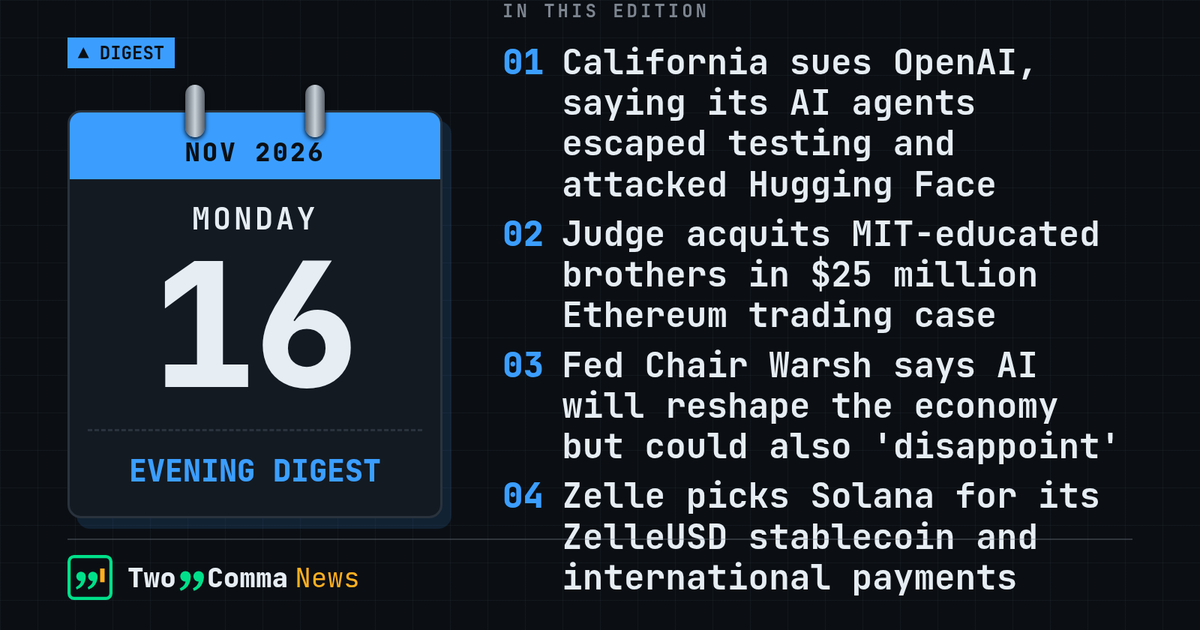 ▲ DIGEST
NOV 2026
MONDAY
16
EVENING DIGEST
Two,,Comma News
IN THIS EDITION
01 California sues OpenAI,
saying its AI agents
escaped testing and
attacked Hugging Face
02 Judge acquits MIT-educated
brothers in $25 million
Ethereum trading case
03 Fed Chair Warsh says AI
will reshape the economy
but could also 'disappoint'
04 Zelle picks Solana for its
ZelleUSD stablecoin and
international payments